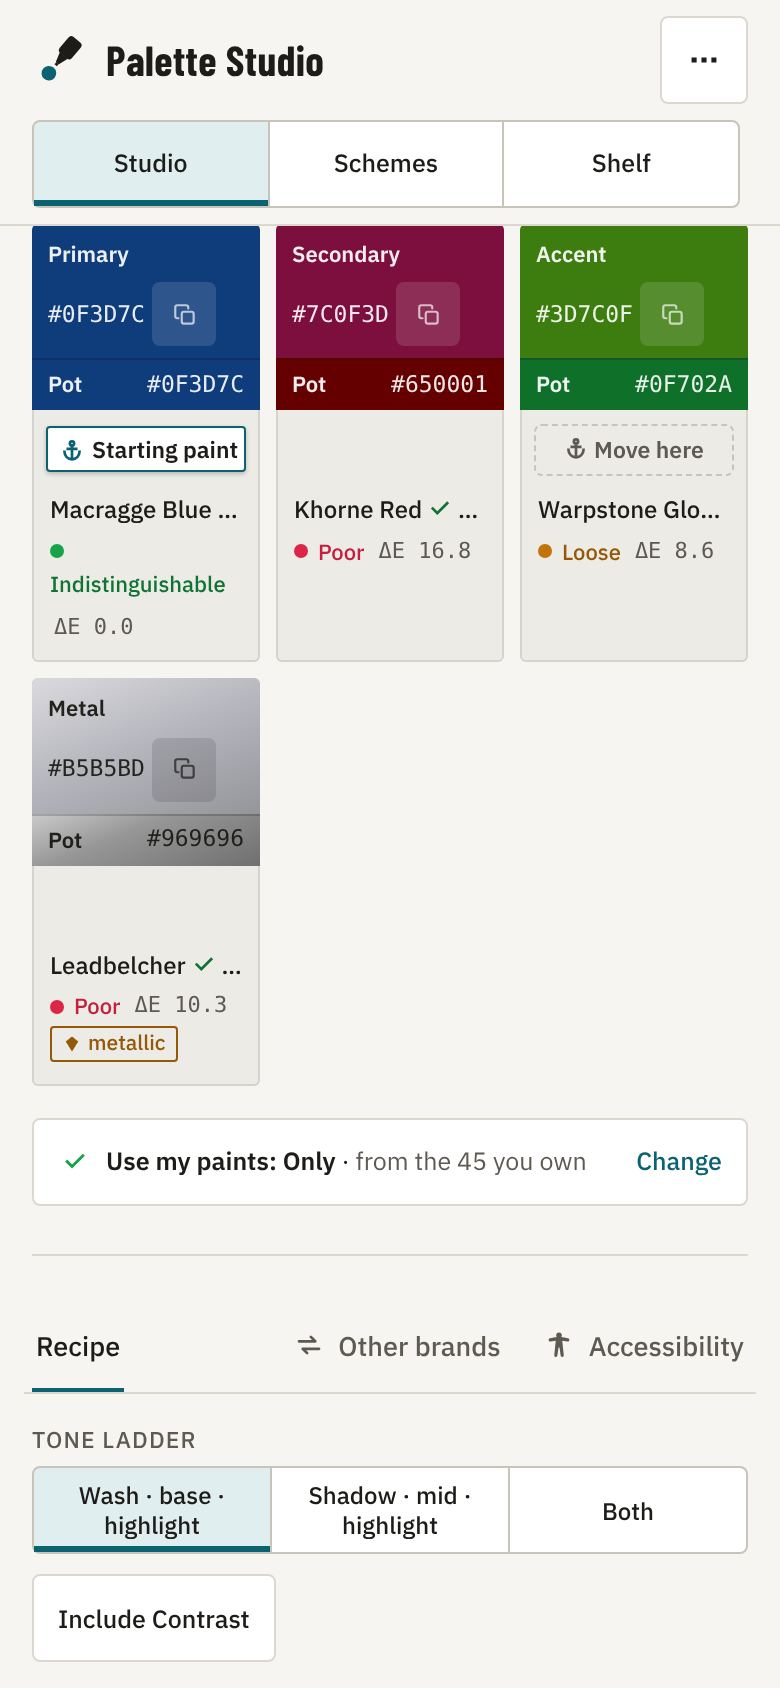 Palette Studio
...
Studio
Schemes
Shelf
Primary
#0F3D7C
Pot #0F3D7C
Starting paint
Macragge Blue ...
Indistinguishable
ΔE 0.0
Secondary
#7C0F3D
Pot #650001
Khorne Red ✓ ...
Poor ΔE 16.8
Accent
#3D7C0F
Pot #0F702A
Move here
Warpstone Glo...
Loose ΔE 8.6
Metal
#B5B5BD
Pot #969696
Leadbelcher ✓ ...
Poor ΔE 10.3
metallic
Use my paints: Only · from the 45 you own
Change
Recipe
Other brands
Accessibility
TONE LADDER
Wash · base ·
highlight
Shadow · mid ·
highlight
Both
Include Contrast